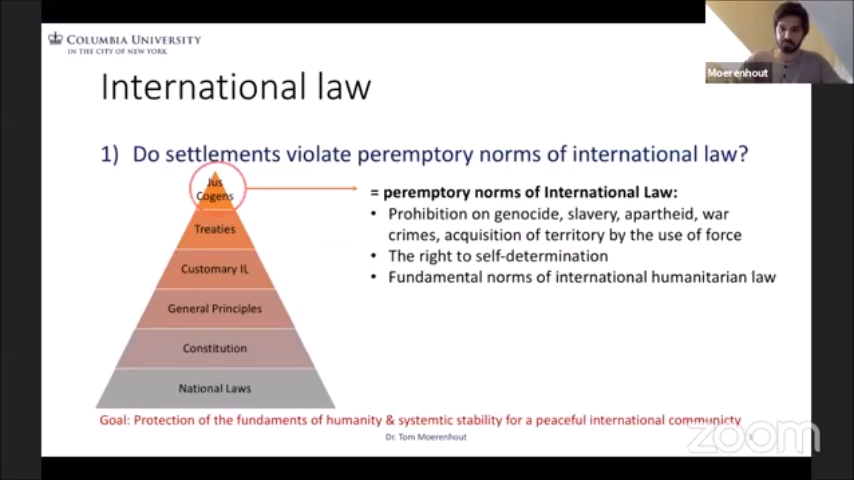 COLUMBIA UNIVERSITY
IN THE CITY OF NEW YORK
Moerenhout
International law
1) Do settlements violate peremptory norms of international law?
Jus
Cogens
Treaties
Customary IL
General Principles
Constitution
National Laws
= peremptory norms of International Law:
• Prohibition on genocide, slavery, apartheid, war
crimes, acquisition of territory by the use of force
• The right to self-determination
• Fundamental norms of international humanitarian law
Goal: Protection of the fundaments of humanity & systemtic stability for a peaceful international communicty
Dr. Tom Moerenhout
zoom